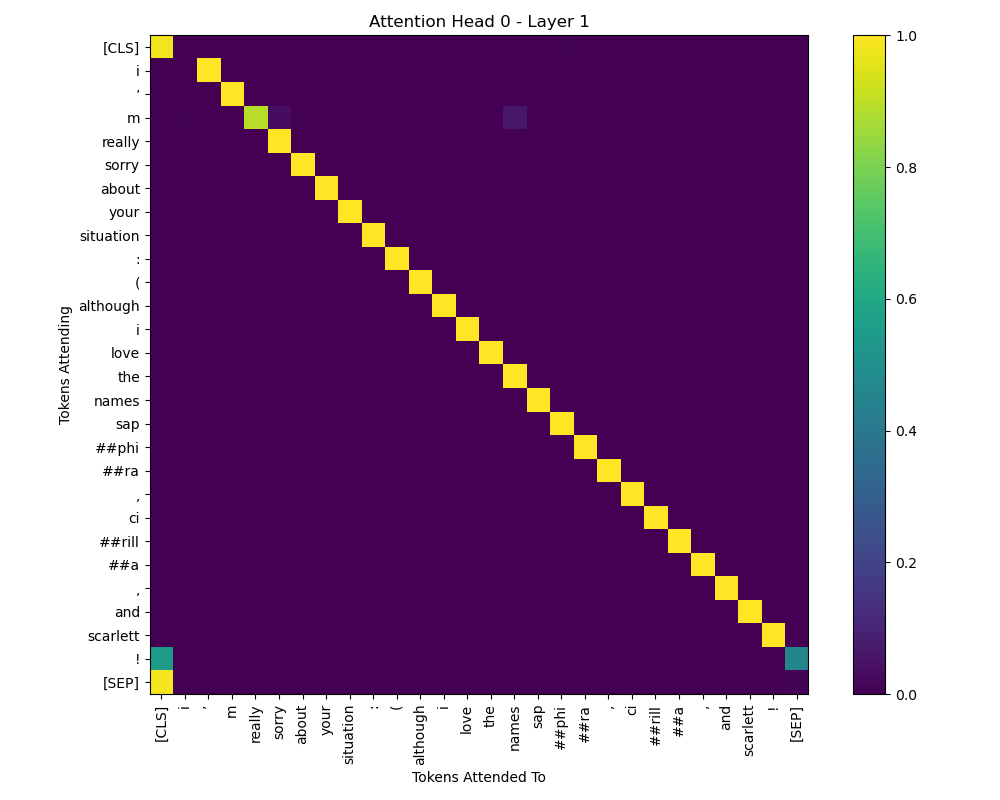 Attention Head 0 - Layer 1
Tokens Attending
[CLS]
i
’
m
really
sorry
about
your
situation
:
(
although
i
love
the
names
sap
##phi
##ra
,
ci
##rill
##a
,
and
scarlett
!
[SEP]
[CLS]
i
’
m
really
sorry
about
your
situation
:
(
although
i
love
the
names
sap
##phi
##ra
,
ci
##rill
##a
,
and
scarlett
!
[SEP]
Tokens Attended To
1.0
0.8
0.6
0.4
0.2
0.0